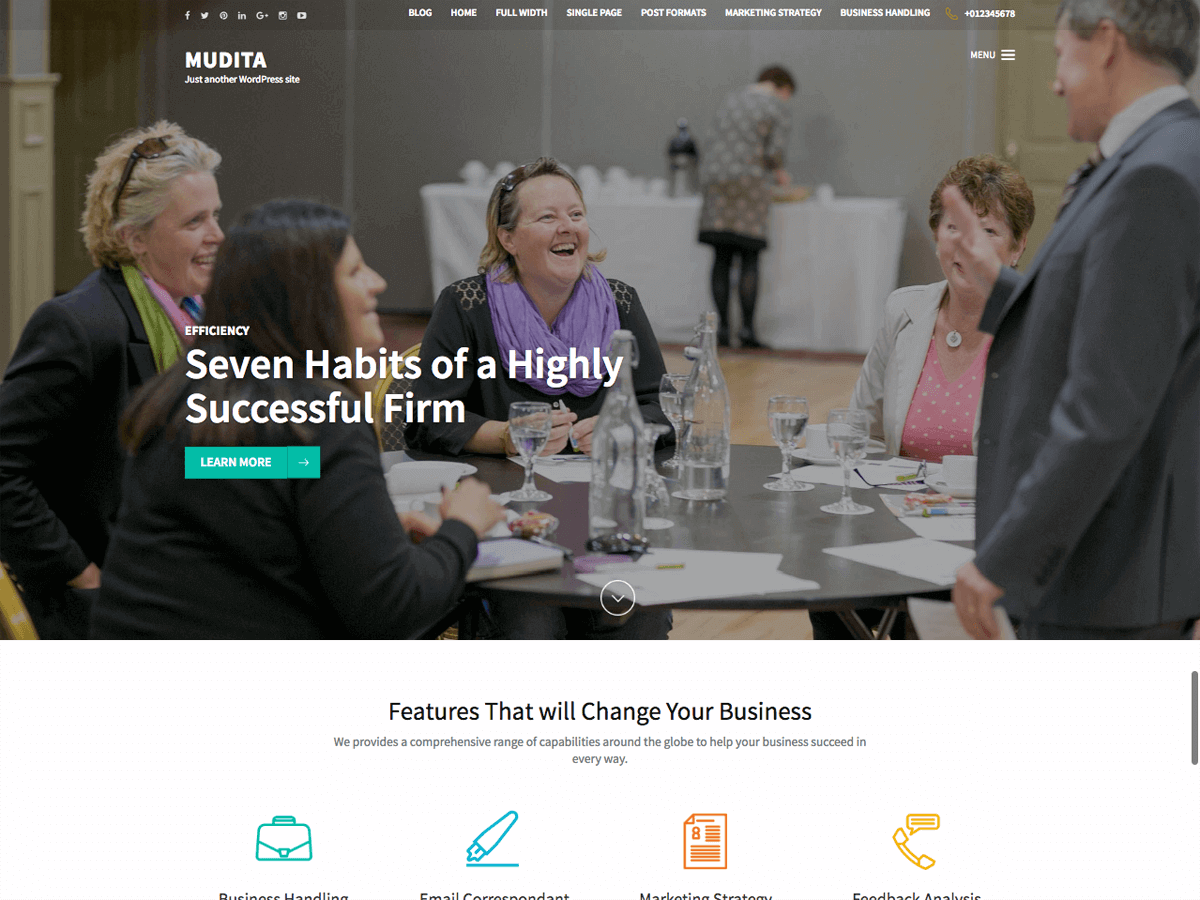 BLOG HOME FULL WIDTH SINGLE PAGE POST FORMATS MARKETING STRATEGY BUSINESS HANDLING +012345678
MUDITA
MENU
Just another WordPress site
EFFICIENCY
Seven Habits of a Highly
Successful Firm
LEARN MORE
Features That will Change Your Business
We provides a comprehensive range of capabilities around the globe to help your business succeed in
every way.
8
Business Handling Email Correspondant Marketing Strategy Feedback Analysis